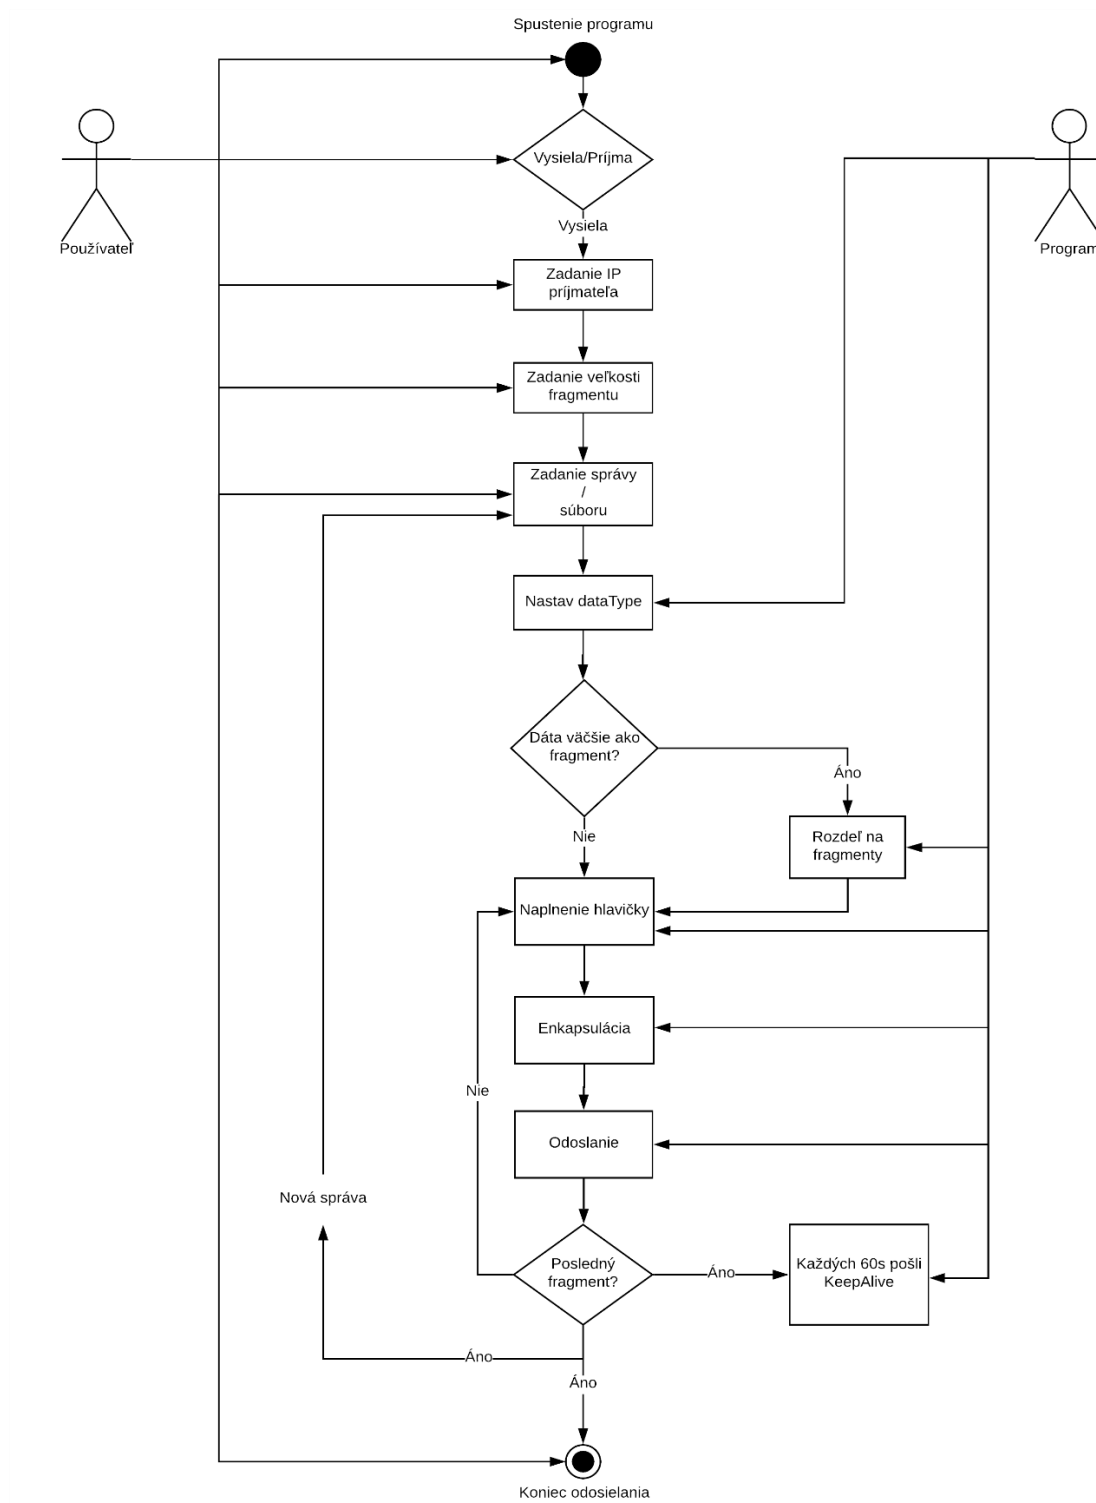 Spustenie programu
Vysiela/Príjma
Používateľ
Program
Vysiela
Zadanie IP
príjmateľa
Zadanie veľkosti
fragmentu
Zadanie správy
/
súboru
Nastav dataType
Dáta väčšie ako
fragment?
Áno
Nie
Rozdeľ na
fragmenty
Naplnenie hlavičky
Enkapsulácia
Nie
Odoslanie
Nová správa
Posledný
fragment?
Áno
Každých 60s pošli
KeepAlive
Áno
Áno
Koniec odosielania